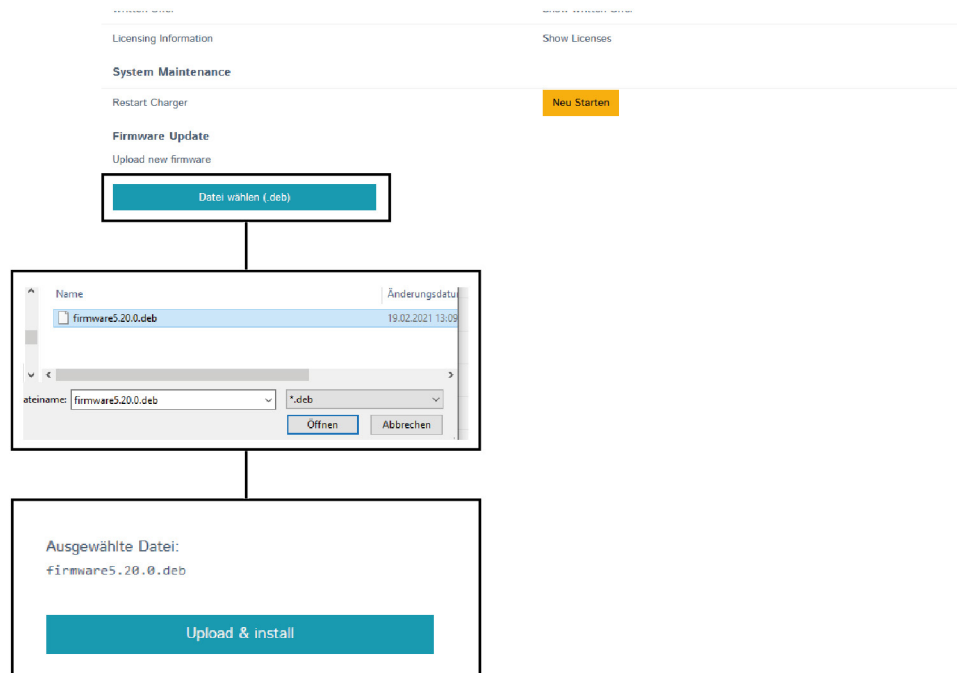 Licensing Information Show Licenses
System Maintenance
Restart Charger Neu Starten
Firmware Update
Upload new firmware
Datei wählen (.deb)
Name Änderungsdatu
firmware5.20.0.deb 19.02.2021 13:09
ateiname: firmware5.20.0.deb *.deb
Öffnen Abbrechen
Ausgewählte Datei:
firmware5.20.0.deb
Upload & install